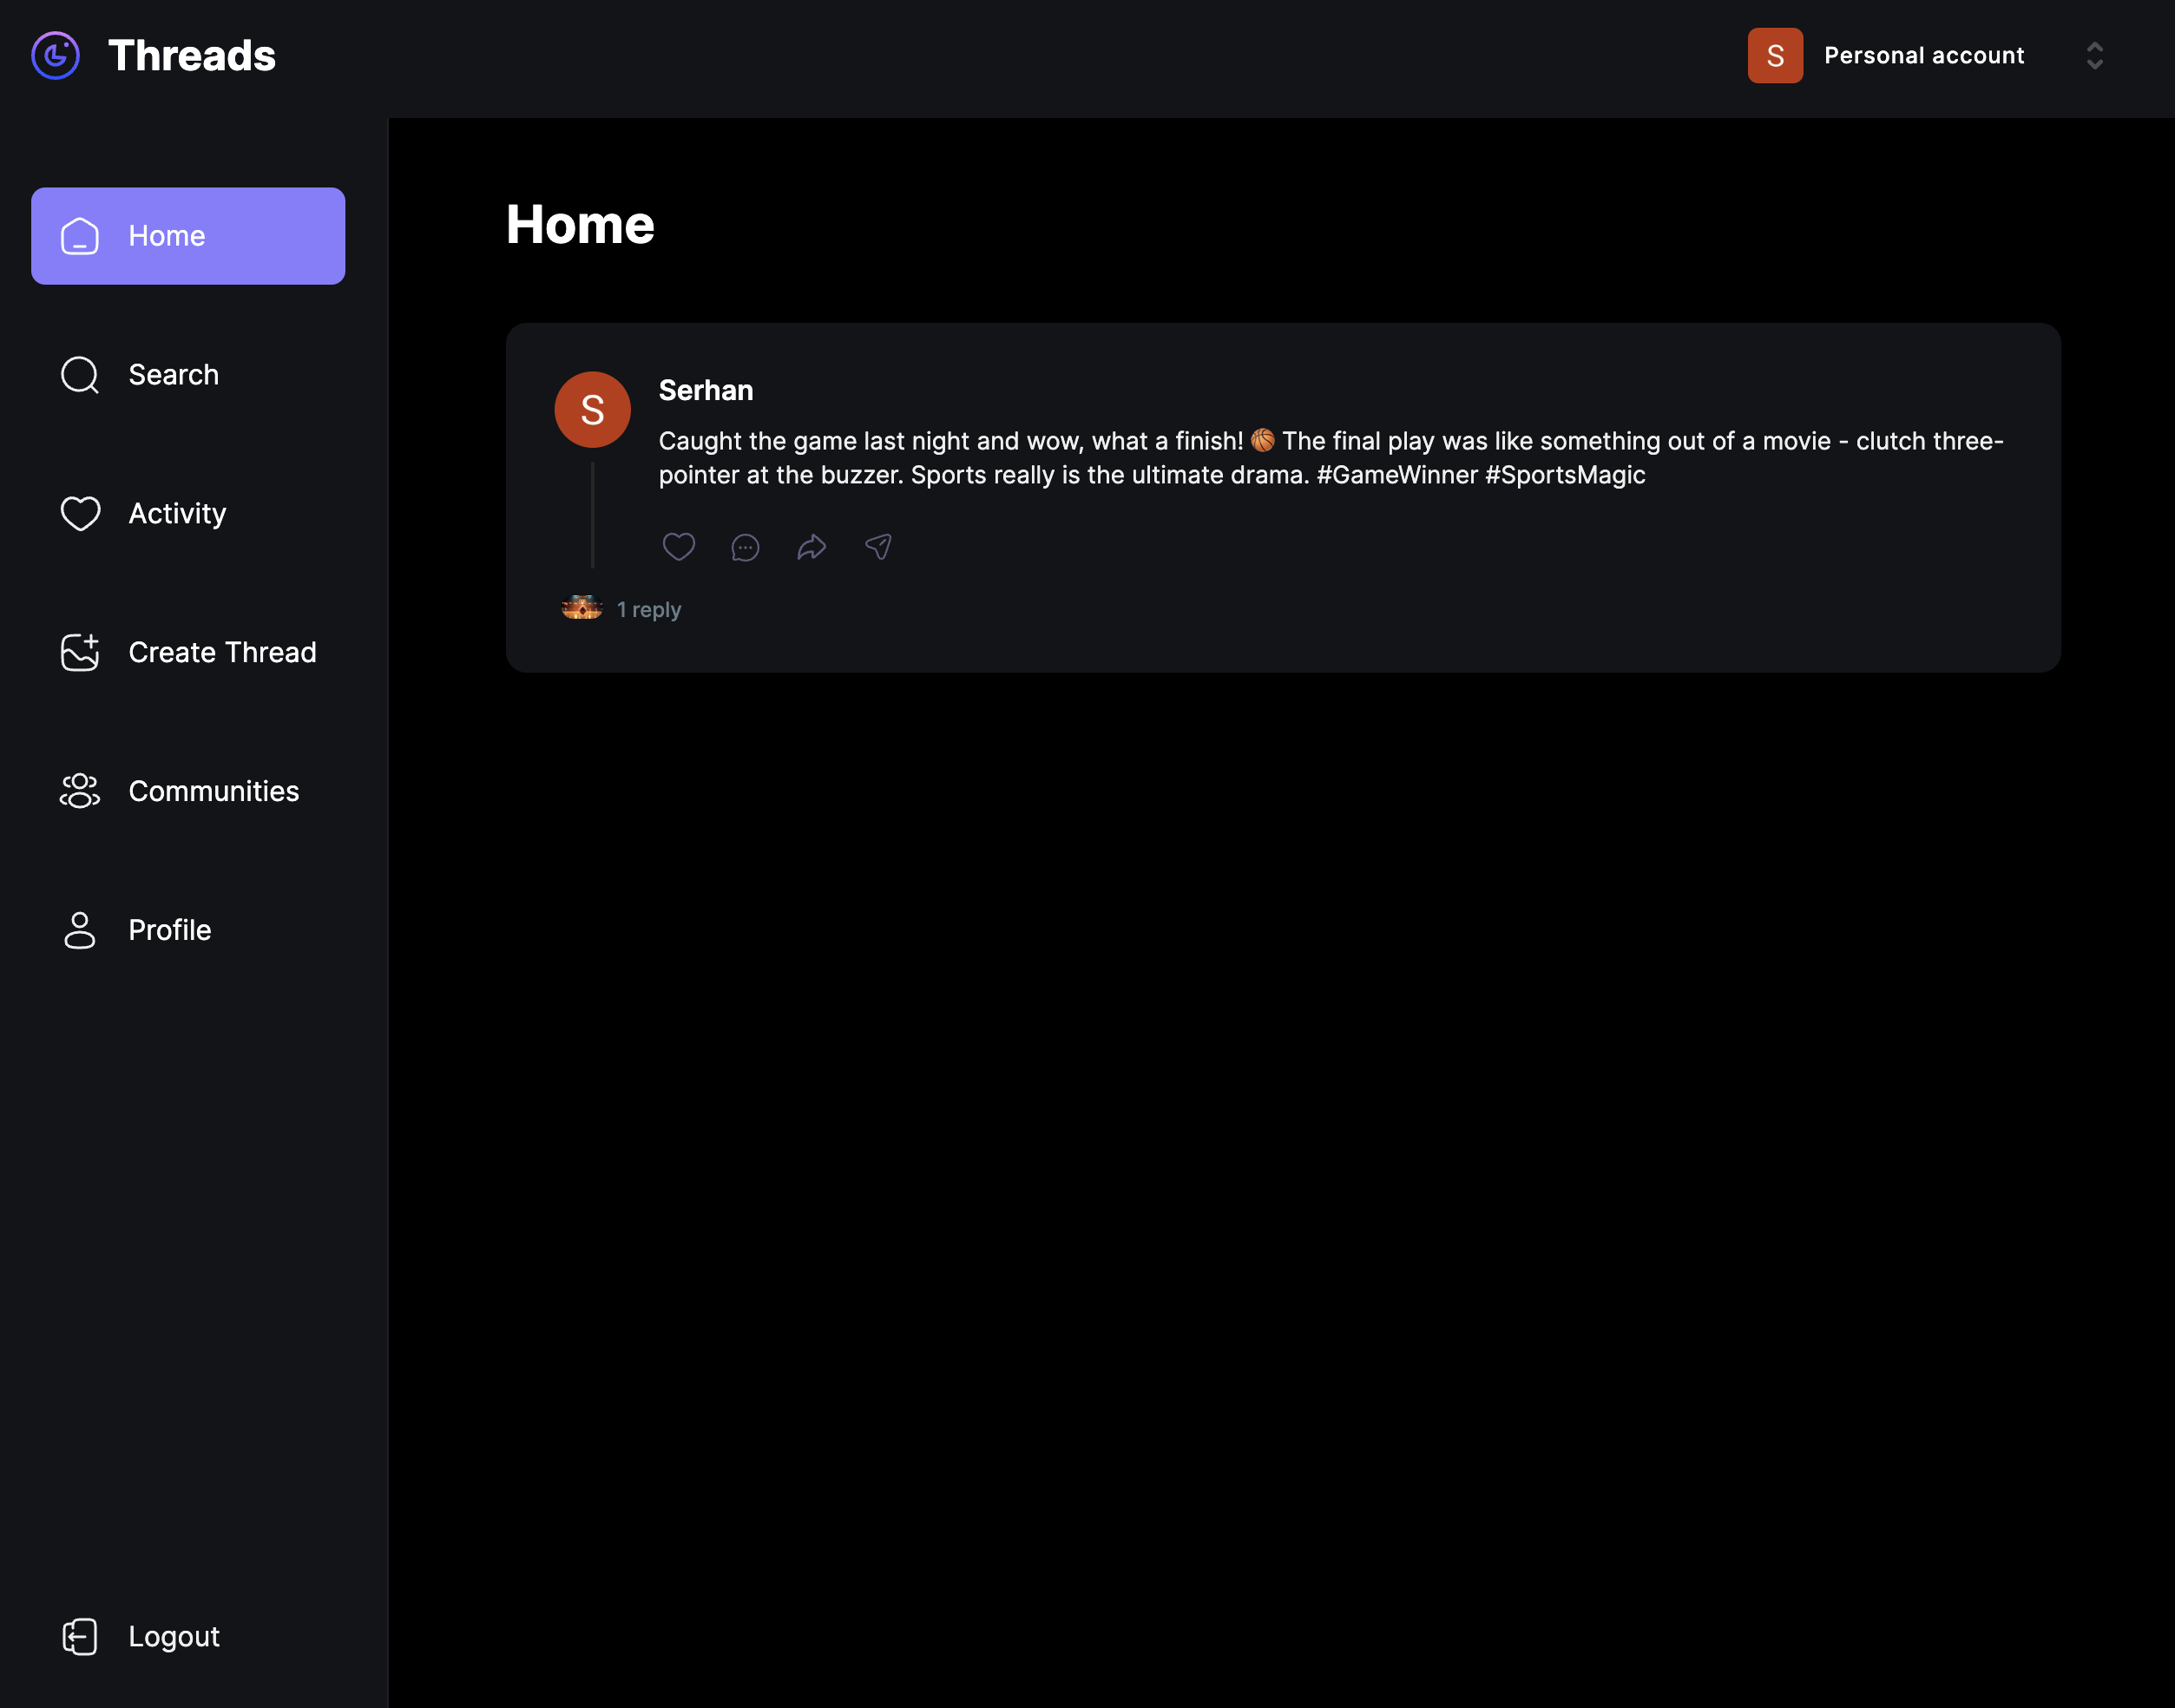 Threads
S
Personal account
Home
Search
Activity
Create Thread
Communities
Profile
Logout
Home
S
Serhan
Caught the game last night and wow, what a finish! 🏀 The final play was like something out of a movie - clutch three-
pointer at the buzzer. Sports really is the ultimate drama. #GameWinner #SportsMagic
1 reply